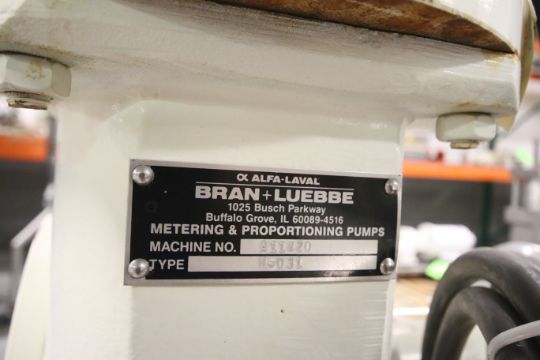 α ALFA-LAVAL
BRAN+LUEBBE
1025 Busch Parkway
Buffalo Grove, IL 60089-4516
METERING & PROPORTIONING PUMPS
MACHINE NO.
TYPE